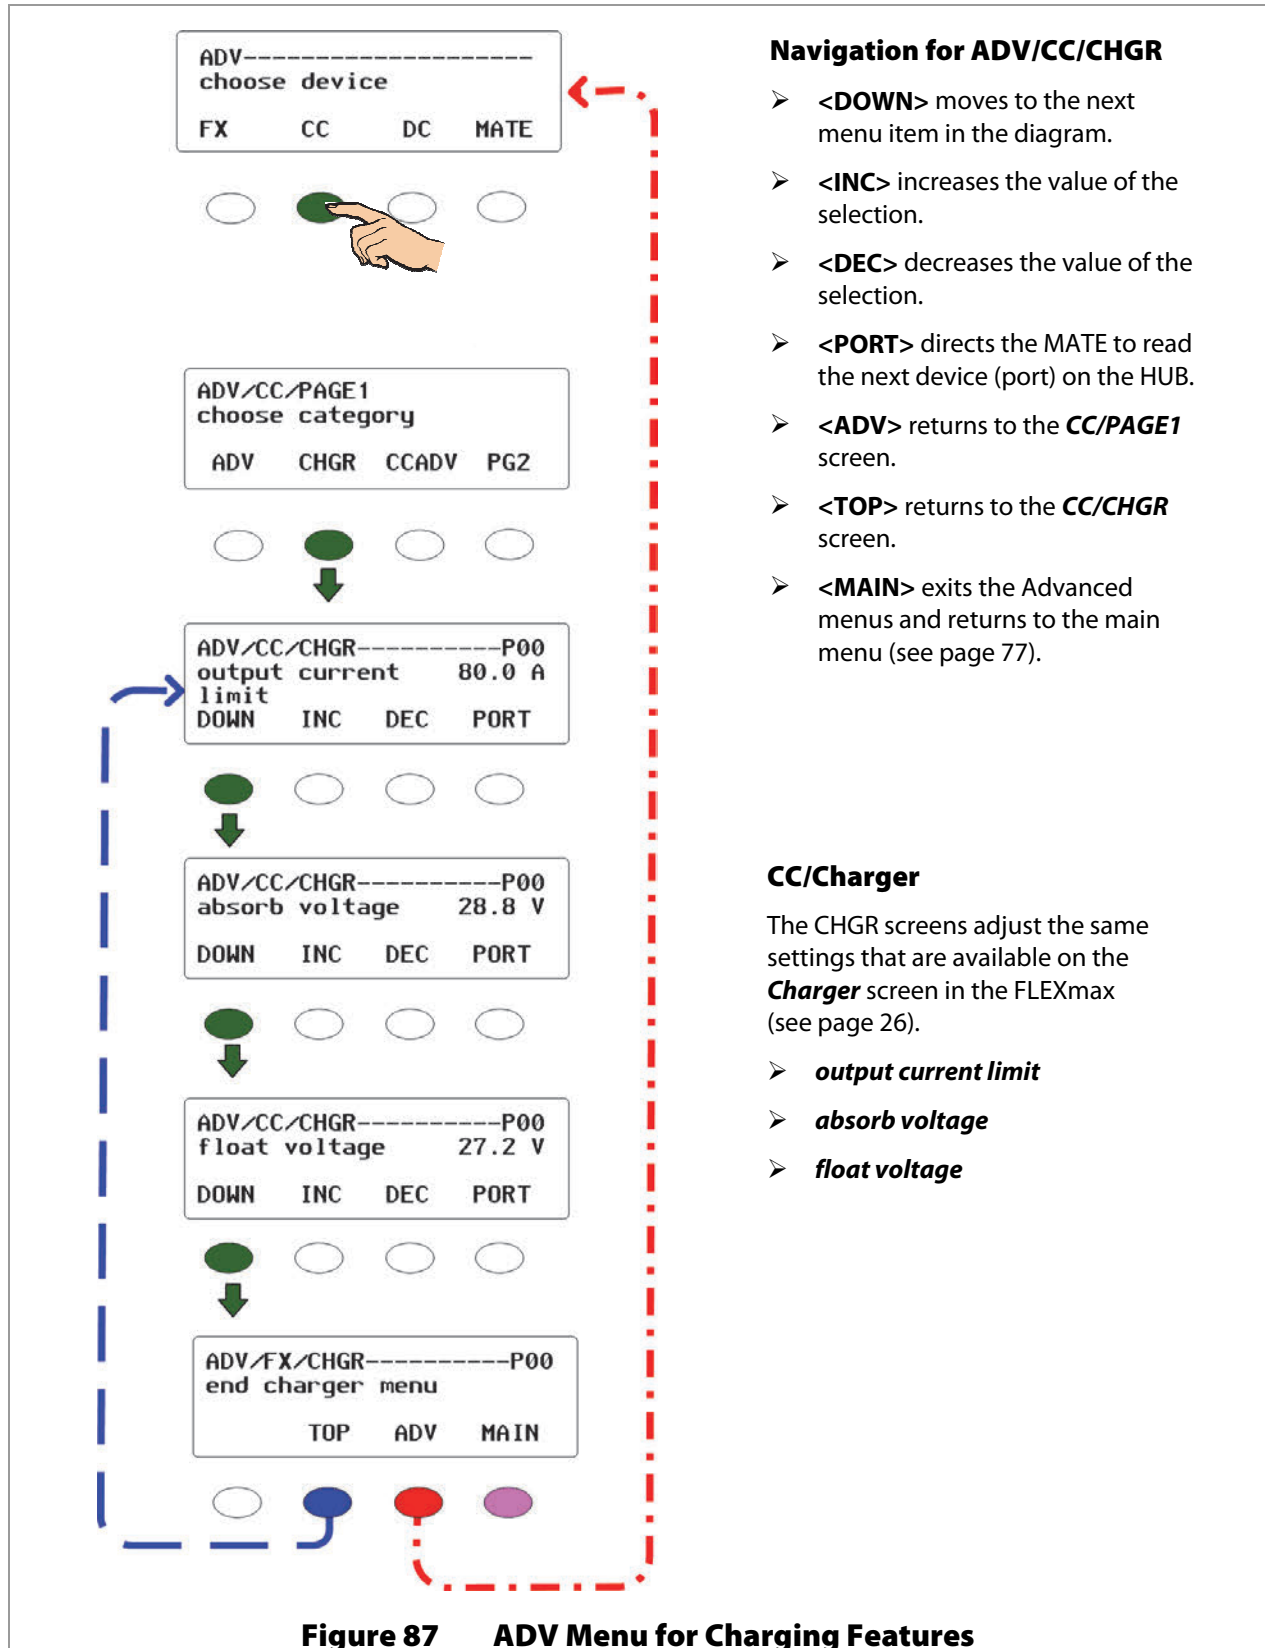 ADV---------------------
choose device
FX CC DC MATE
ADV/CC/PAGE1
choose category
ADV CHGR CCADV PG2
ADV/CC/CHGR-----------P00
output current 80.0 A
limit
DOWN INC DEC PORT
ADV/CC/CHGR-----------P00
absorb voltage 28.8 V
DOWN INC DEC PORT
ADV/CC/CHGR-----------P00
float voltage 27.2 V
DOWN INC DEC PORT
ADV/FX/CHGR-----------P00
end charger menu
TOP ADV MAIN
Navigation for ADV/CC/CHGR
➢ <DOWN> moves to the next
menu item in the diagram.
➢ <INC> increases the value of the
selection.
➢ <DEC> decreases the value of the
selection.
➢ <PORT> directs the MATE to read
the next device (port) on the HUB.
➢ <ADV> returns to the CC/PAGE1
screen.
➢ <TOP> returns to the CC/CHGR
screen.
➢ <MAIN> exits the Advanced
menus and returns to the main
menu (see page 77).
CC/Charger
The CHGR screens adjust the same
settings that are available on the
Charger screen in the FLEXmax
(see page 26).
➢ output current limit
➢ absorb voltage
➢ float voltage
Figure 87 ADV Menu for Charging Features